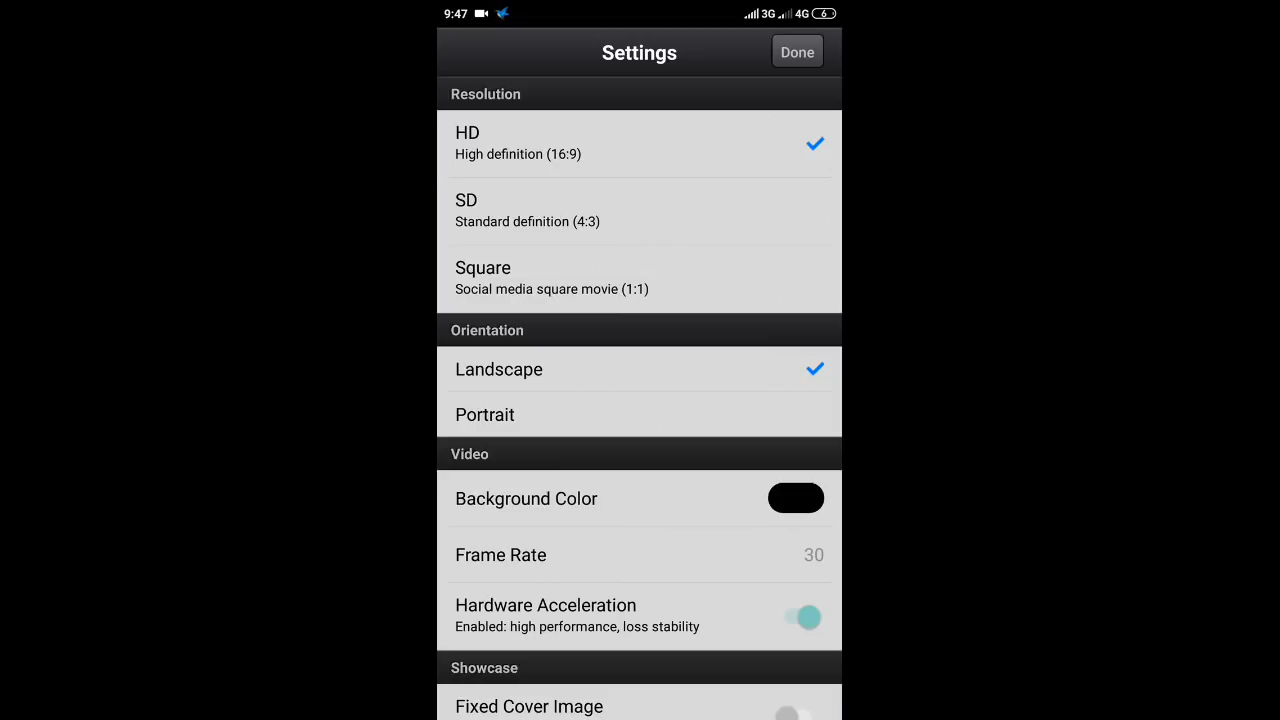 9:47 3G 4G 6
Settings
Done
Resolution
HD
High definition (16:9)
SD
Standard definition (4:3)
Square
Social media square movie (1:1)
Orientation
Landscape
Portrait
Video
Background Color
Frame Rate 30
Hardware Acceleration
Enabled: high performance, loss stability
Showcase
Fixed Cover Image